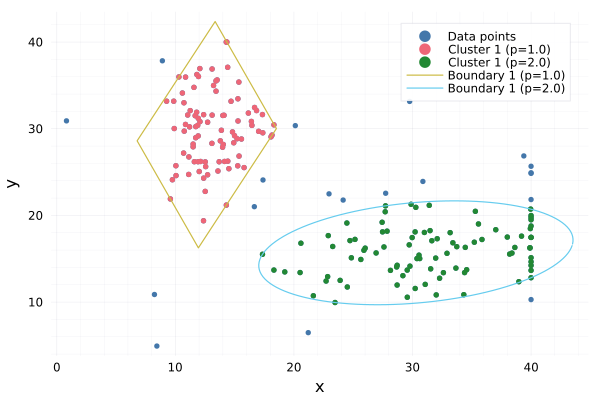 Data points
Cluster 1 (p=1.0)
Cluster 1 (p=2.0)
Boundary 1 (p=1.0)
Boundary 1 (p=2.0)
40
30
20
10
y
0 10 20 30 40
x